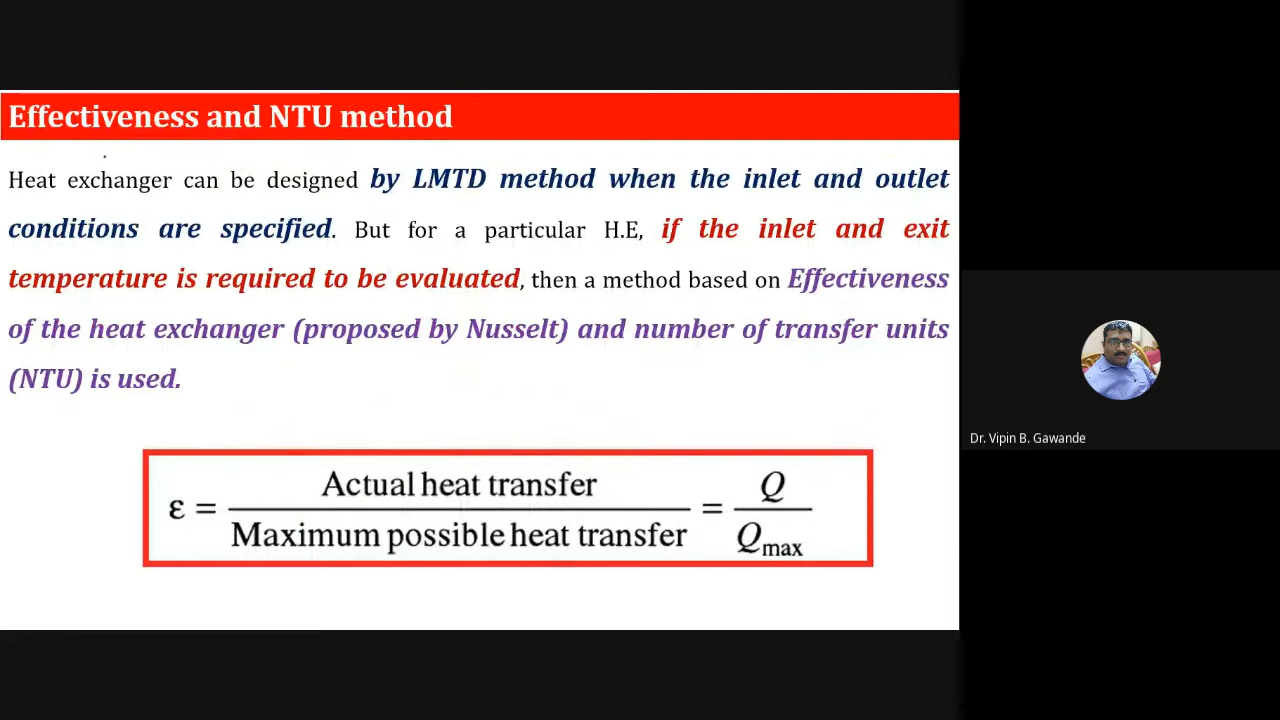 Effectiveness and NTU method
Heat exchanger can be designed by LMTD method when the inlet and outlet
conditions are specified. But for a particular H.E, if the inlet and exit
temperature is required to be evaluated, then a method based on Effectiveness
of the heat exchanger (proposed by Nusselt) and number of transfer units
(NTU) is used.
ε = Actual heat transfer / Maximum possible heat transfer = Q / Qmax
Dr. Vipin B. Gawande